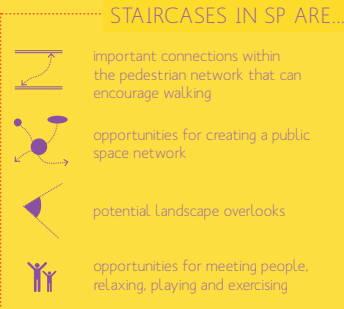 STAIRCASES IN SP ARE...
important connections within
the pedestrian network that can
encourage walking
opportunities for creating a public
space network
potential landscape overlooks
opportunities for meeting people,
relaxing, playing and exercising